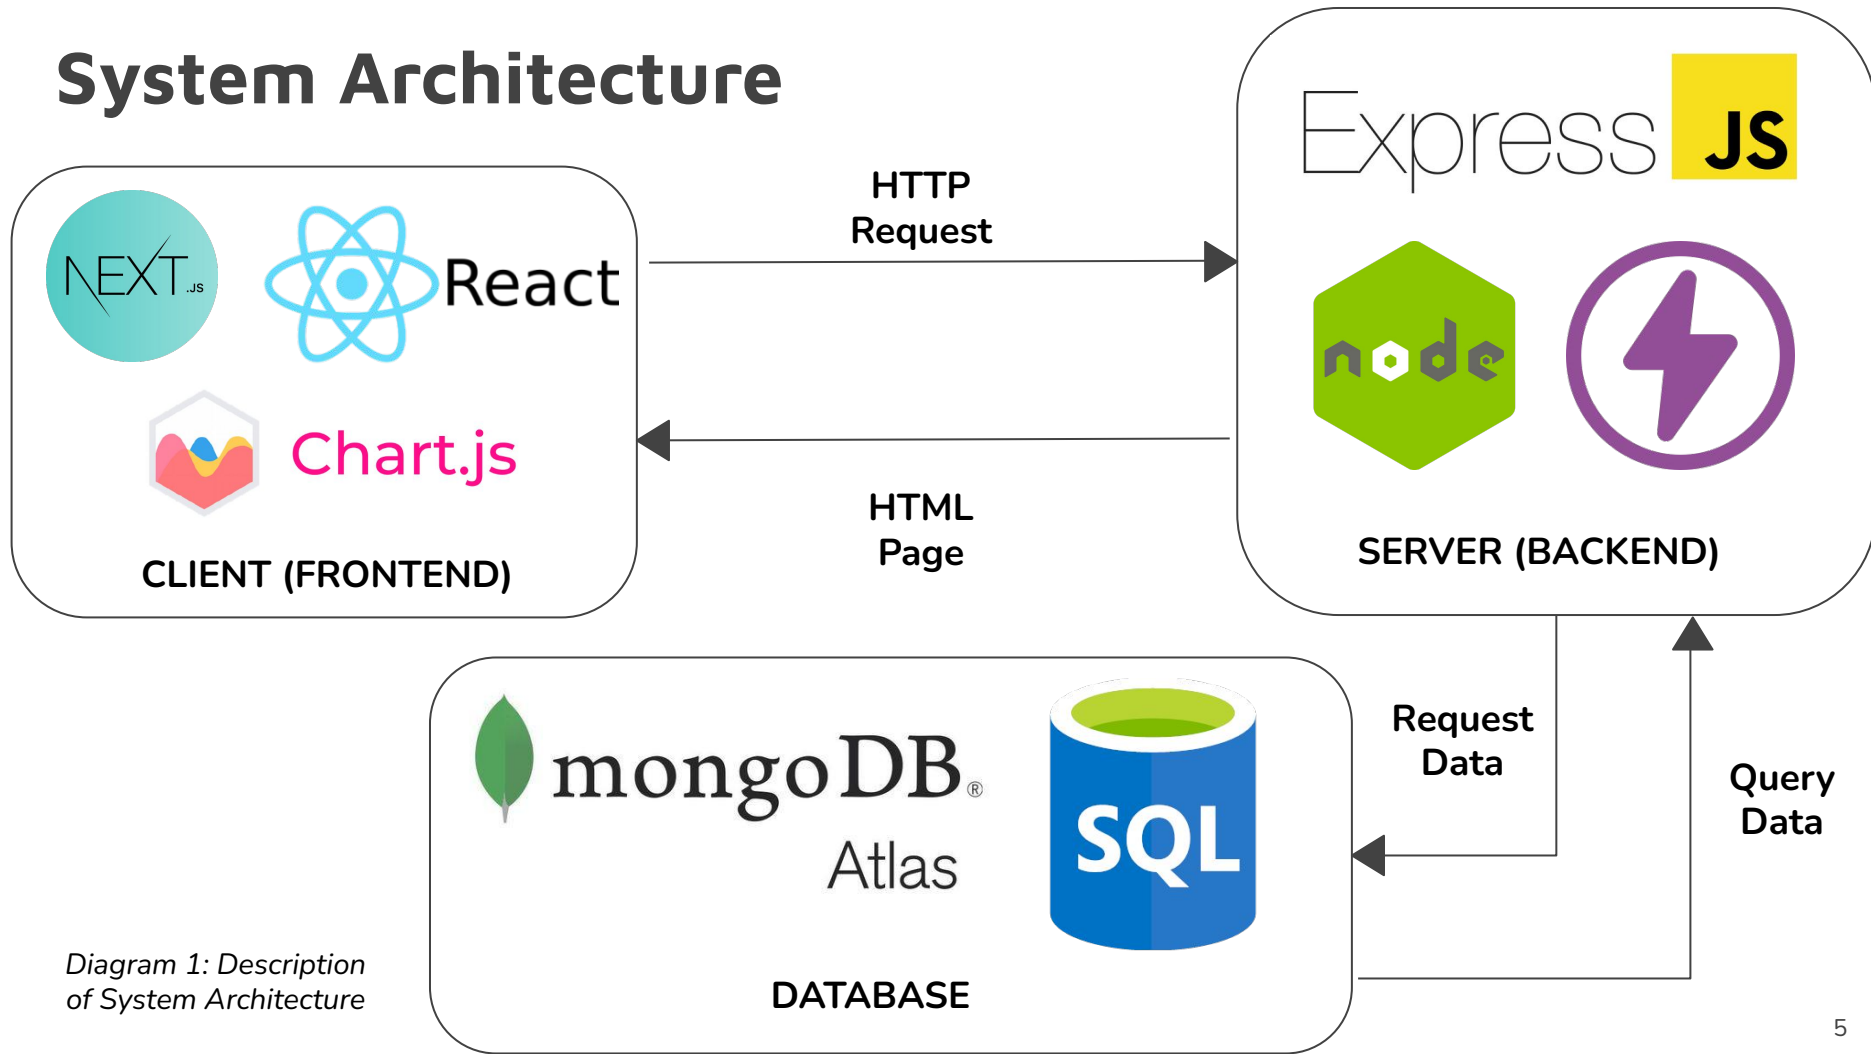 System Architecture
NEXT.JS
React
Chart.js
CLIENT (FRONTEND)
HTTP
Request
HTML
Page
Express JS
node
SERVER (BACKEND)
mongoDB®
Atlas
SQL
DATABASE
Request
Data
Query
Data
Diagram 1: Description
of System Architecture
5